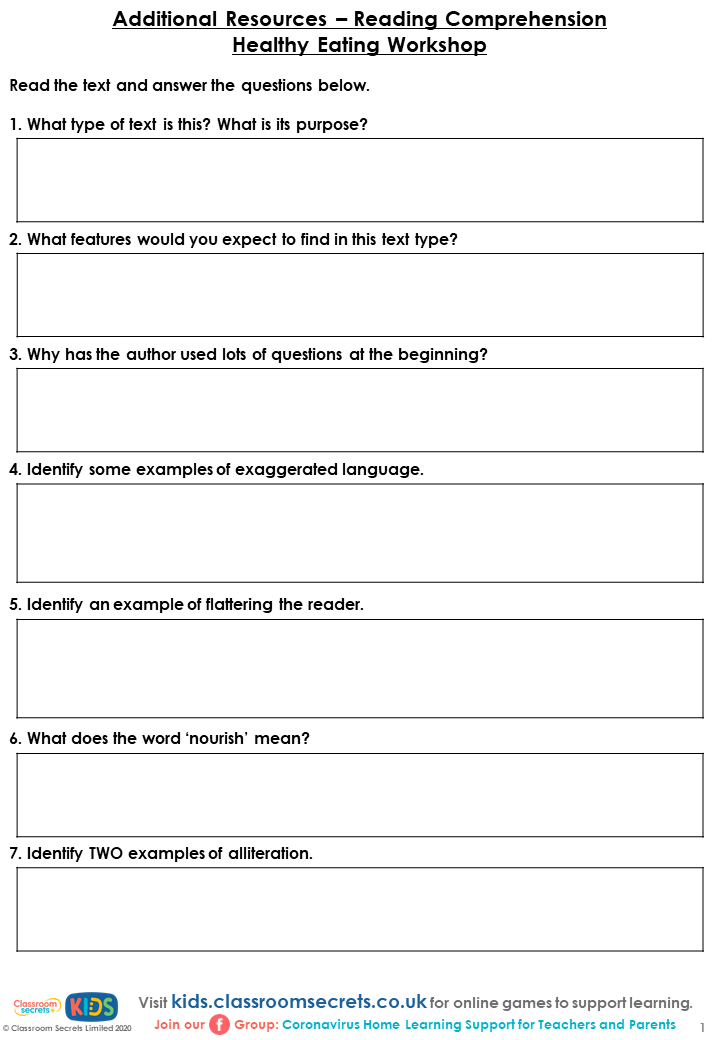 Additional Resources – Reading Comprehension
Healthy Eating Workshop
Read the text and answer the questions below.
1. What type of text is this? What is its purpose?
2. What features would you expect to find in this text type?
3. Why has the author used lots of questions at the beginning?
4. Identify some examples of exaggerated language.
5. Identify an example of flattering the reader.
6. What does the word ‘nourish’ mean?
7. Identify TWO examples of alliteration.
Classroom Secrets KIDS
Visit kids.classroomsecrets.co.uk for online games to support learning.
© Classroom Secrets Limited 2020
Join our f Group: Coronavirus Home Learning Support for Teachers and Parents
1